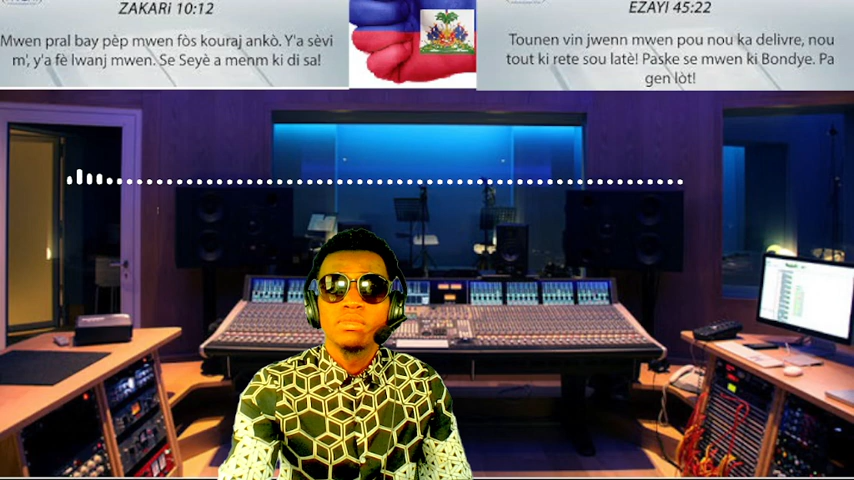 ZAKARi 10:12
Mwen pral bay pèp mwen fòs kouraj ankò. Y'a sèvi
m', y'a fè lwanj mwen. Se Seyè a menm ki di sa!
EZAYI 45:22
Tounen vin jwenn mwen pou nou ka delivre, nou
tout ki rete sou latè! Paske se mwen ki Bondye. Pa
gen lòt!